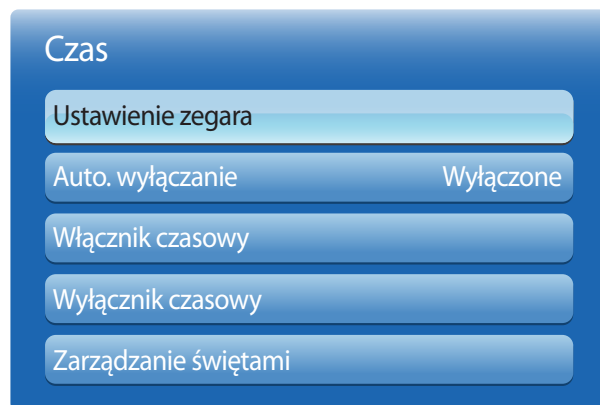 Czas
Ustawienie zegara
Auto. wyłączanie Wyłączone
Włącznik czasowy
Wyłącznik czasowy
Zarządzanie świętami